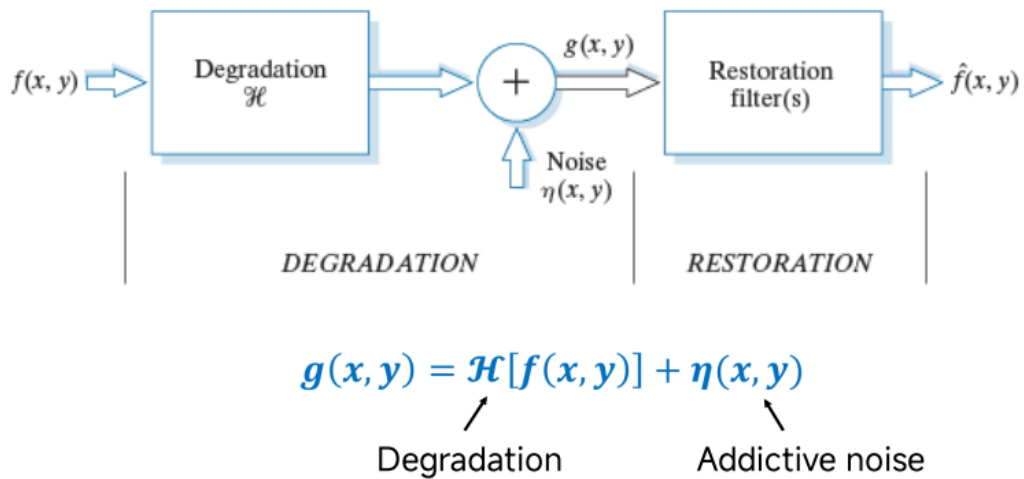 f(x, y)
Degradation
ℋ
+
g(x, y)
Noise
η(x, y)
Restoration
filter(s)
f̂(x, y)
DEGRADATION
RESTORATION
g(x, y) = ℋ[f(x, y)] + η(x, y)
Degradation
Addictive noise